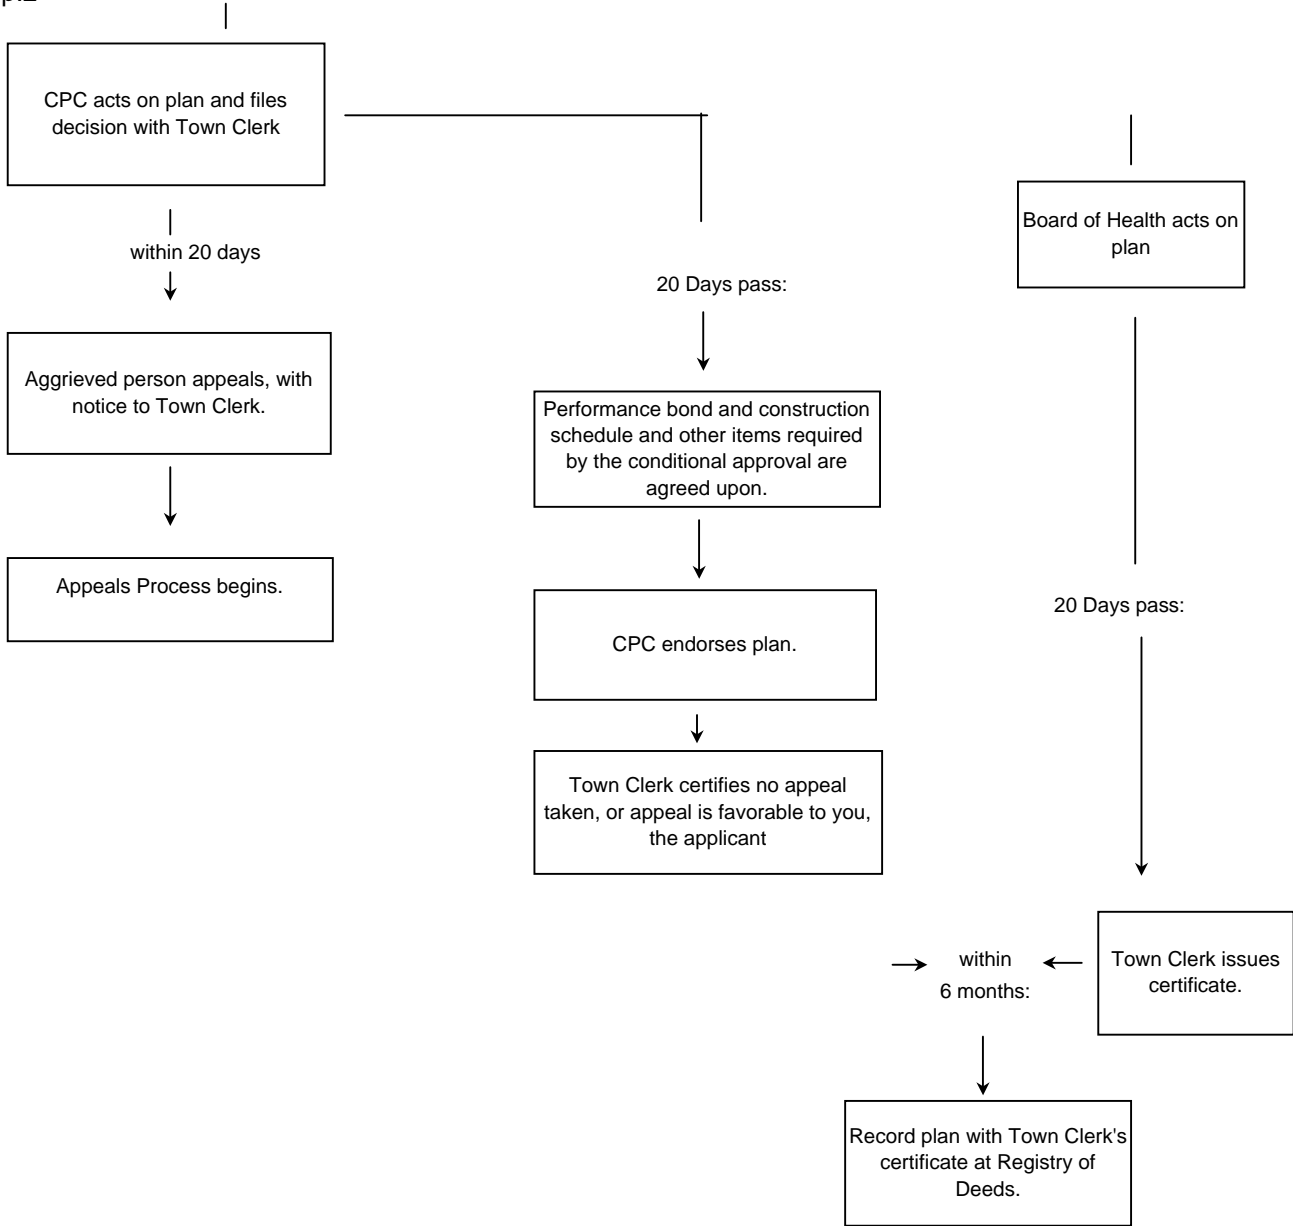 CPC acts on plan and files
decision with Town Clerk
within 20 days
Aggrieved person appeals, with
notice to Town Clerk.
Appeals Process begins.
20 Days pass:
Performance bond and construction
schedule and other items required
by the conditional approval are
agreed upon.
CPC endorses plan.
Town Clerk certifies no appeal
taken, or appeal is favorable to you,
the applicant
Board of Health acts on
plan
20 Days pass:
Town Clerk issues
certificate.
within
6 months:
Record plan with Town Clerk's
certificate at Registry of
Deeds.